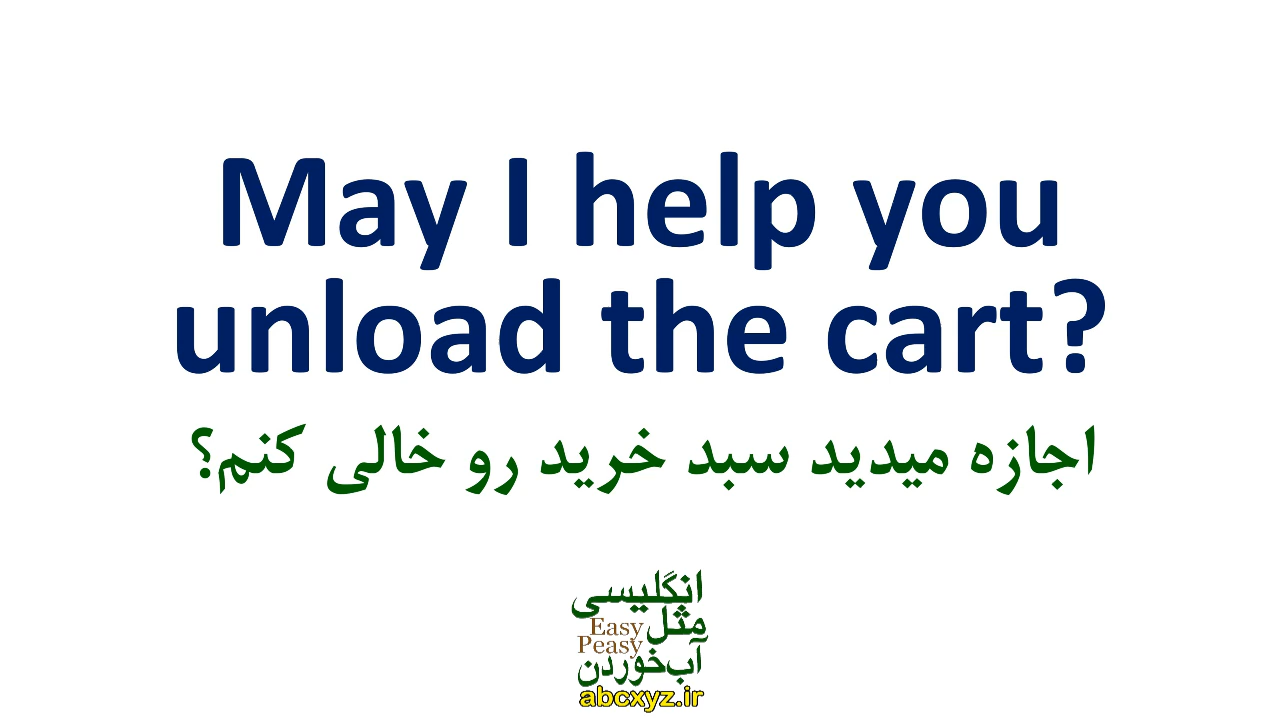 May I help you
unload the cart?
اجازه میدید سبد خرید رو خالی کنم؟
انگلیسی
مثل
Easy
Peasy
آب‌خوردن
abcxyz.ir